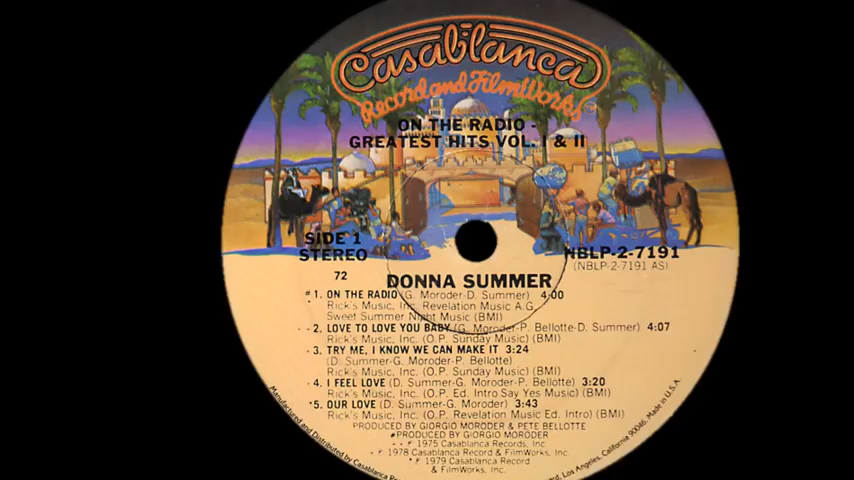 Casablanca
Record and FilmWorks
ON THE RADIO -
GREATEST HITS VOL. I & II
SIDE 1
STEREO
NBLP-2-7191
(NBLP-2-7191 AS)
72
DONNA SUMMER
#1. ON THE RADIO (G. Moroder-D. Summer) 4:00
Rick's Music, Inc. Revelation Music A.G.
Sweet Summer Night Music (BMI)
··2. LOVE TO LOVE YOU BABY (G. Moroder-P. Bellotte-D. Summer) 4:07
Rick's Music, Inc. (O.P. Sunday Music) (BMI)
·3. TRY ME, I KNOW WE CAN MAKE IT 3:24
(D. Summer-G. Moroder-P. Bellotte)
Rick's Music, Inc. (O.P. Sunday Music) (BMI)
·4. I FEEL LOVE (D. Summer-G. Moroder-P. Bellotte) 3:20
Rick's Music, Inc. (O.P. Ed. Intro Say Yes Music) (BMI)
*5. OUR LOVE (D. Summer-G. Moroder) 3:43
Rick's Music, Inc. (O.P. Revelation Music Ed. Intro) (BMI)
PRODUCED BY GIORGIO MORODER & PETE BELLOTTE
#PRODUCED BY GIORGIO MORODER
·· ℗ 1975 Casablanca Records, Inc.
· ℗ 1978 Casablanca Record & FilmWorks, Inc.
* ℗ 1979 Casablanca Record
& FilmWorks, Inc.
Manufactured and Distributed by Casablanca Record
rd, Los Angeles, California 90046. Made in U.S.A.